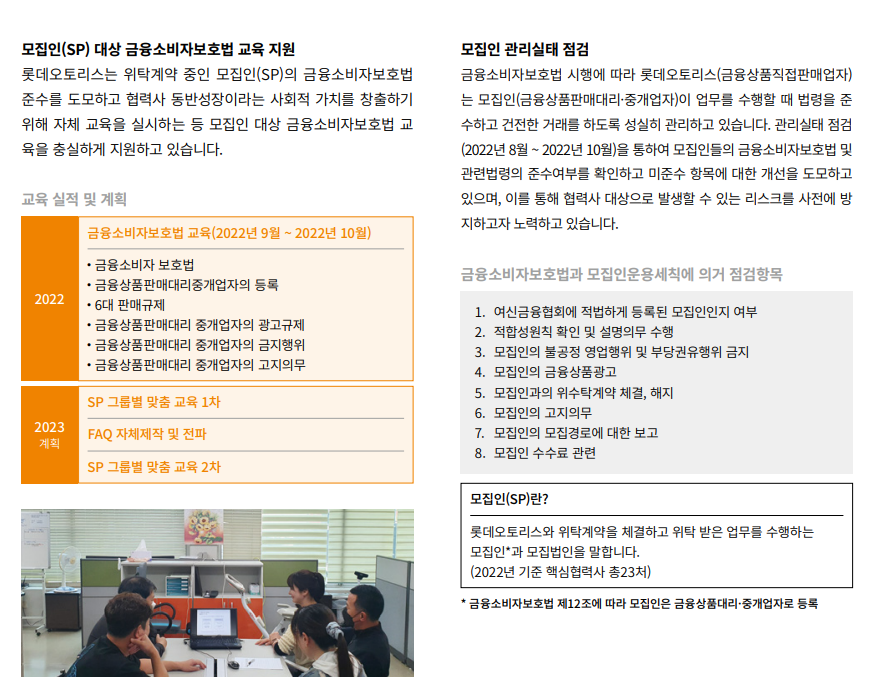 모집인(SP) 대상 금융소비자보호법 교육 지원
롯데오토리스는 위탁계약 중인 모집인(SP)의 금융소비자보호법
준수를 도모하고 협력사 동반성장이라는 사회적 가치를 창출하기
위해 자체 교육을 실시하는 등 모집인 대상 금융소비자보호법 교
육을 충실하게 지원하고 있습니다.
교육 실적 및 계획
2022
금융소비자보호법 교육(2022년 9월 ~ 2022년 10월)
• 금융소비자 보호법
• 금융상품판매대리중개업자의 등록
• 6대 판매규제
• 금융상품판매대리 중개업자의 광고규제
• 금융상품판매대리 중개업자의 금지행위
• 금융상품판매대리 중개업자의 고지의무
2023
계획
SP 그룹별 맞춤 교육 1차
FAQ 자체제작 및 전파
SP 그룹별 맞춤 교육 2차
모집인 관리실태 점검
금융소비자보호법 시행에 따라 롯데오토리스(금융상품직접판매업자)
는 모집인(금융상품판매대리·중개업자)이 업무를 수행할 때 법령을 준
수하고 건전한 거래를 하도록 성실히 관리하고 있습니다. 관리실태 점검
(2022년 8월 ~ 2022년 10월)을 통하여 모집인들의 금융소비자보호법 및
관련법령의 준수여부를 확인하고 미준수 항목에 대한 개선을 도모하고
있으며, 이를 통해 협력사 대상으로 발생할 수 있는 리스크를 사전에 방
지하고자 노력하고 있습니다.
금융소비자보호법과 모집인운용세칙에 의거 점검항목
1. 여신금융협회에 적법하게 등록된 모집인인지 여부
2. 적합성원칙 확인 및 설명의무 수행
3. 모집인의 불공정 영업행위 및 부당권유행위 금지
4. 모집인의 금융상품광고
5. 모집인과의 위수탁계약 체결, 해지
6. 모집인의 고지의무
7. 모집인의 모집경로에 대한 보고
8. 모집인 수수료 관련
모집인(SP)란?
롯데오토리스와 위탁계약을 체결하고 위탁 받은 업무를 수행하는
모집인*과 모집법인을 말합니다.
(2022년 기준 핵심협력사 총23처)
* 금융소비자보호법 제12조에 따라 모집인은 금융상품대리·중개업자로 등록